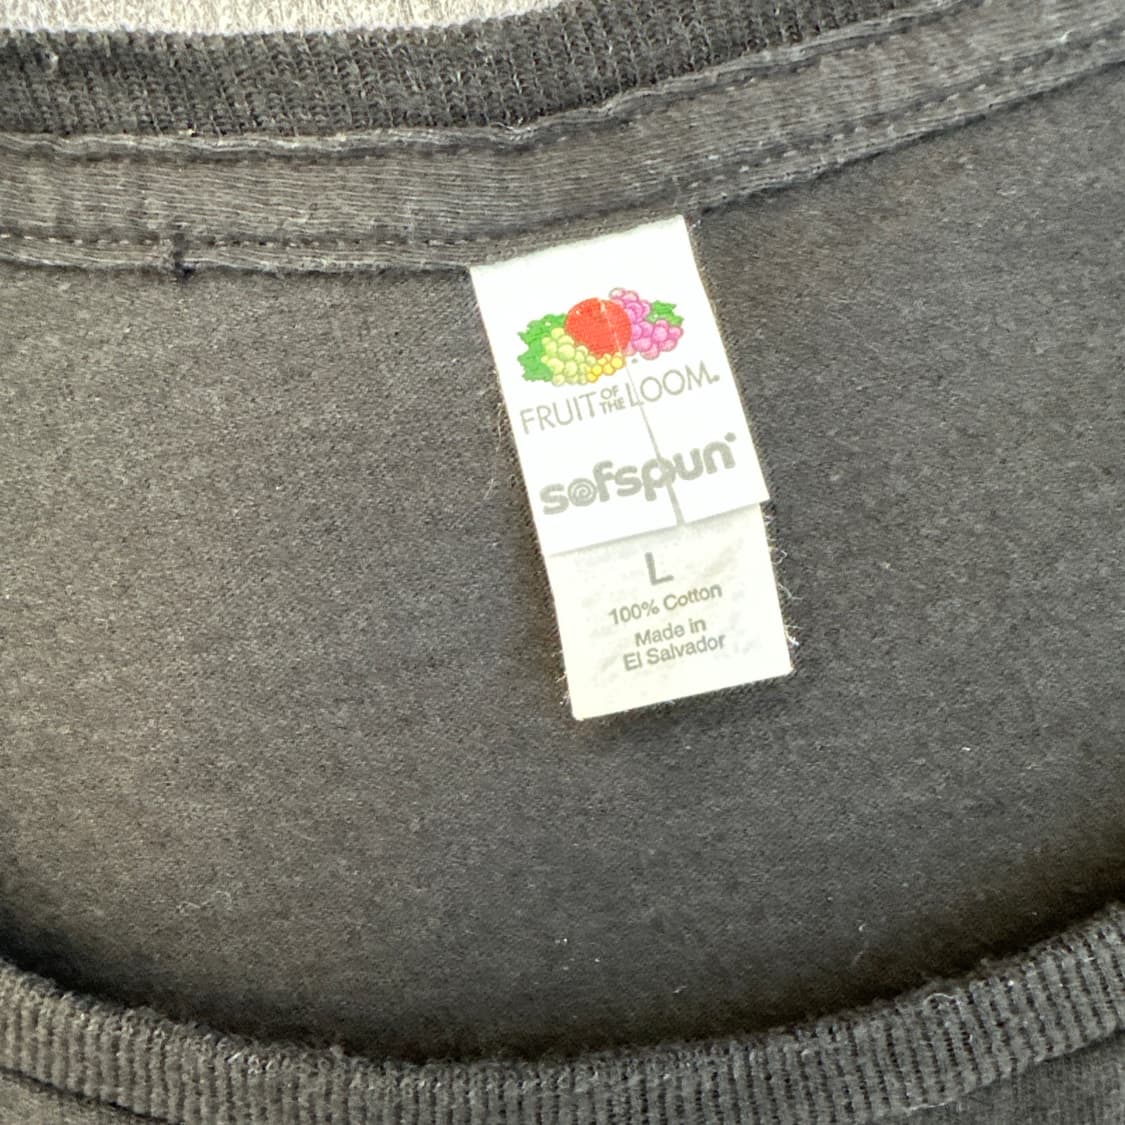 FRUIT OF THE LOOM.
sofspun
L
100% Cotton
Made in
El Salvador